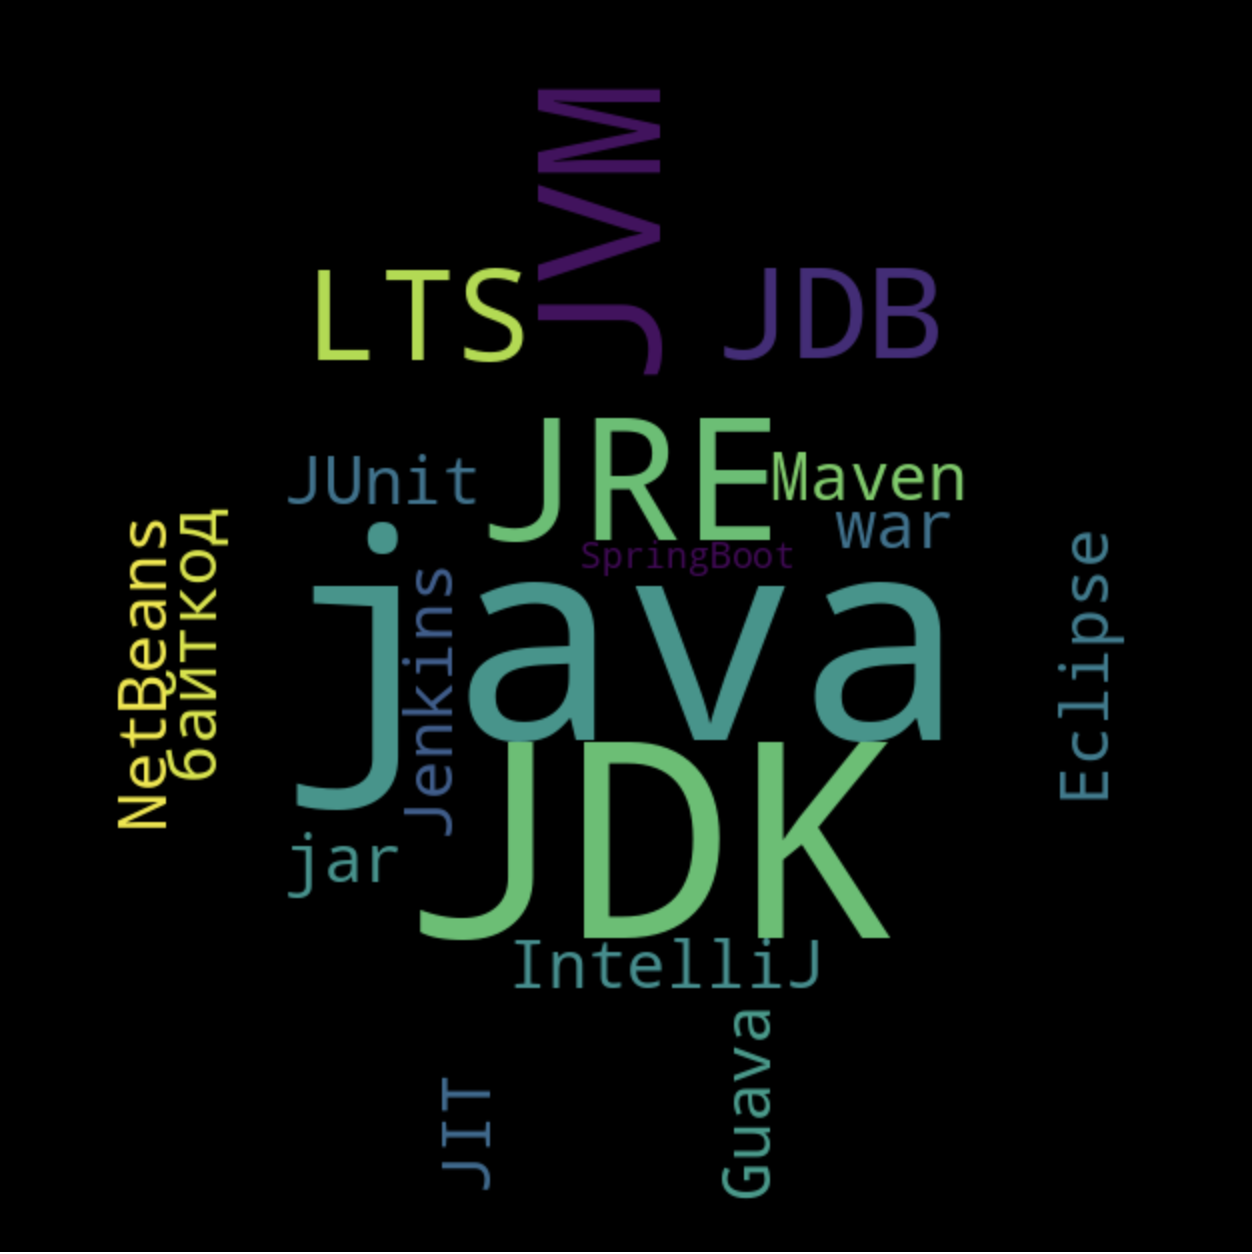 JVM
LTS
JDB
JRE
JUnit
Maven
war
SpringBoot
NetBeans
байткод
java
Jenkins
Eclipse
jar
JDK
IntelliJ
JIT
Guava